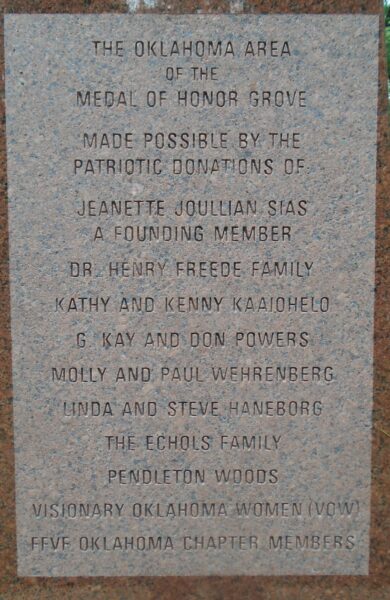 THE OKLAHOMA AREA
OF THE
MEDAL OF HONOR GROVE
MADE POSSIBLE BY THE
PATRIOTIC DONATIONS OF:
JEANETTE JOULLIAN SIAS
A FOUNDING MEMBER
DR. HENRY FREEDE FAMILY
KATHY AND KENNY KAAIOHELO
G. KAY AND DON POWERS
MOLLY AND PAUL WEHRENBERG
LINDA AND STEVE HANEBORG
THE ECHOLS FAMILY
PENDLETON WOODS
VISIONARY OKLAHOMA WOMEN (VOW)
FFVF OKLAHOMA CHAPTER MEMBERS